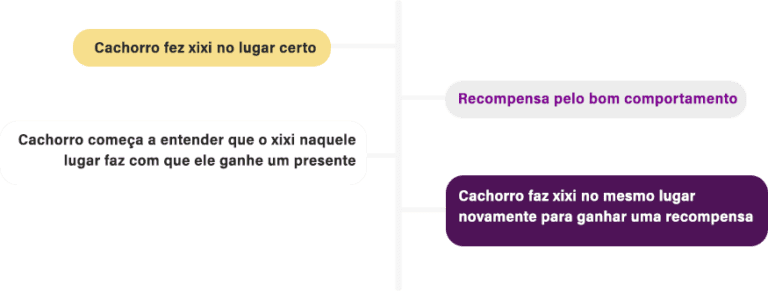 Cachorro fez xixi no lugar certo
Recompensa pelo bom comportamento
Cachorro começa a entender que o xixi naquele
lugar faz com que ele ganhe um presente
Cachorro faz xixi no mesmo lugar
novamente para ganhar uma recompensa